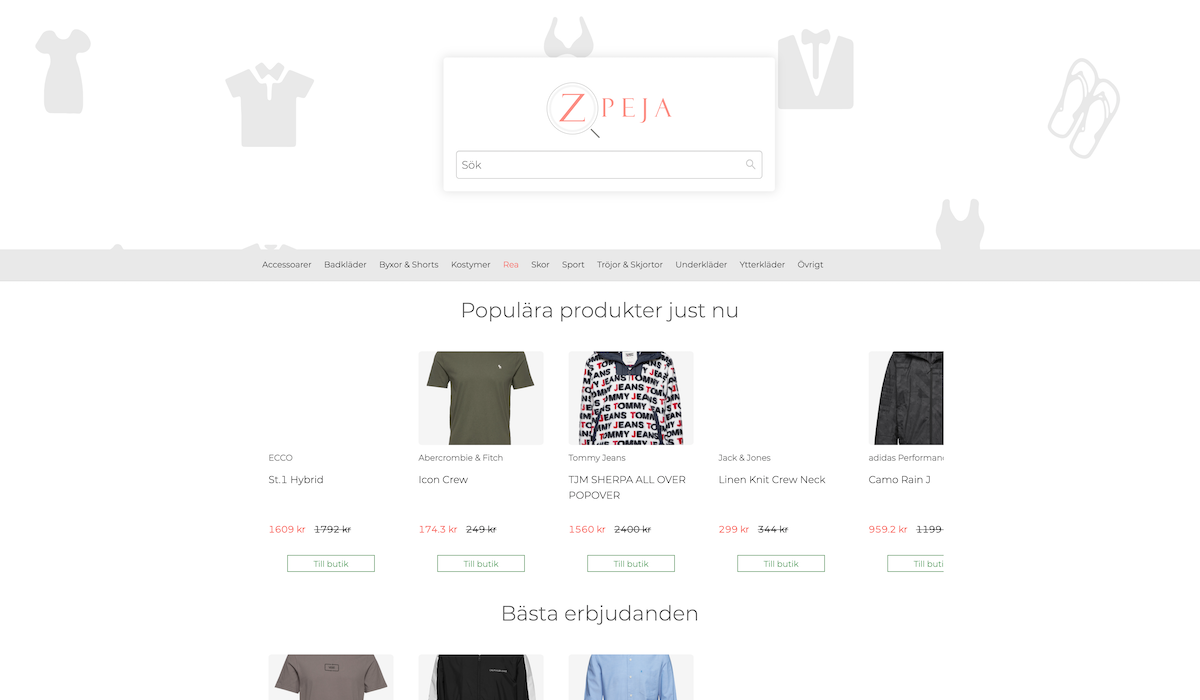 ZPEJA
Sök
Accessoarer Badkläder Byxor & Shorts Kostymer Rea Skor Sport Tröjor & Skjortor Underkläder Ytterkläder Övrigt
Populära produkter just nu
TOMMY JEANS TOMMY JEANS
ECCO
St.1 Hybrid
1609 kr 1792 kr
Till butik
Abercrombie & Fitch
Icon Crew
174.3 kr 249 kr
Till butik
Tommy Jeans
TJM SHERPA ALL OVER
POPOVER
1560 kr 2400 kr
Till butik
Jack & Jones
Linen Knit Crew Neck
299 kr 344 kr
Till butik
adidas Performan
Camo Rain J
959.2 kr 1199
Till buti
Bästa erbjudanden